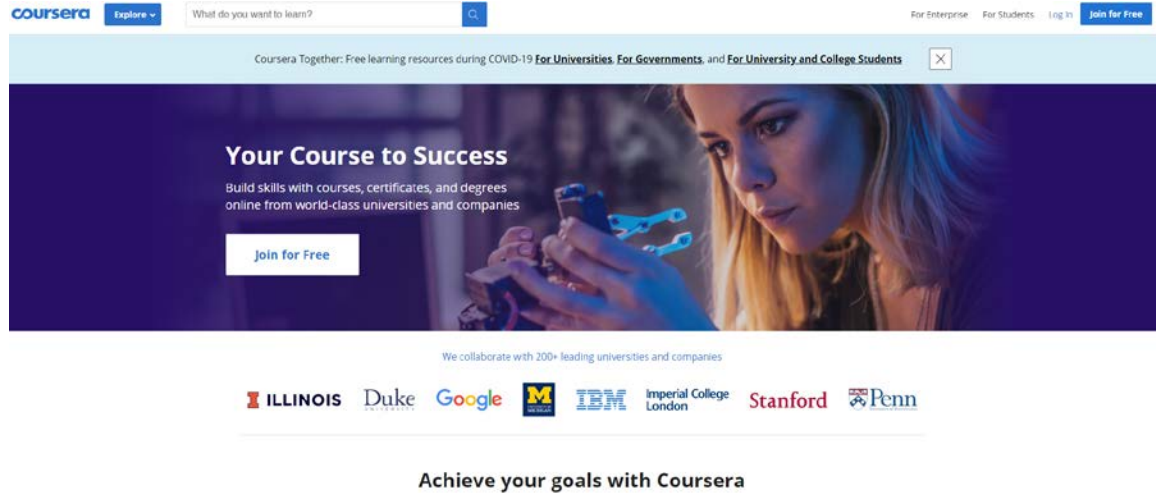 coursera
Explore
What do you want to learn?
For Enterprise
For Students
Log In
Join for Free
Coursera Together: Free learning resources during COVID-19 For Universities, For Governments, and For University and College Students
Your Course to Success
Build skills with courses, certificates, and degrees
online from world-class universities and companies
Join for Free
We collaborate with 200+ leading universities and companies
ILLINOIS
Duke
UNIVERSITY
Google
M
IBM
Imperial College
London
Stanford
Penn
Achieve your goals with Coursera